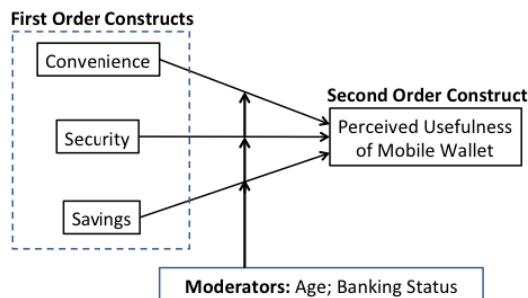 First Order Constructs
Convenience
Security
Savings
Second Order Construct
Perceived Usefulness
of Mobile Wallet
Moderators: Age; Banking Status